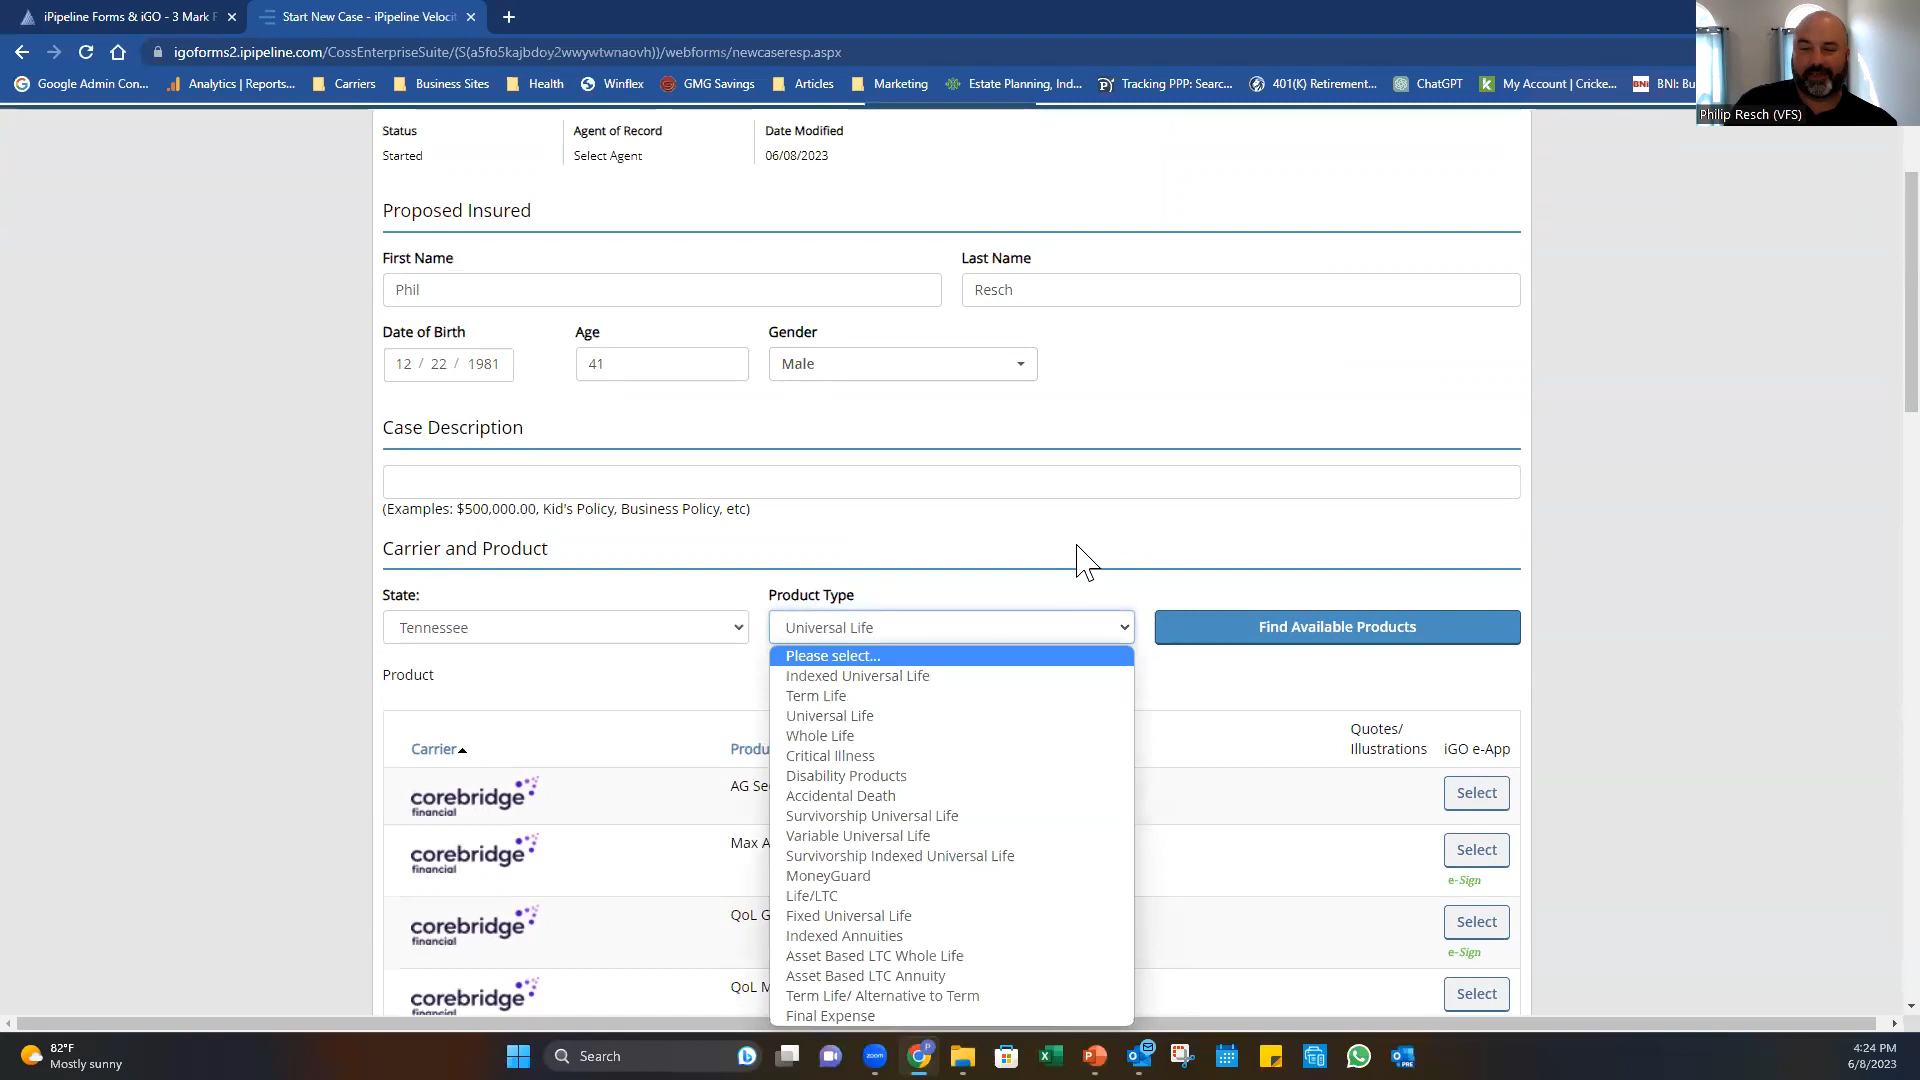 iPipeline Forms & iGO - 3 Mark F
Start New Case - iPipeline Velocit
igoforms2.ipipeline.com/CossEnterpriseSuite/(S(a5fo5kajbdoy2wwywtwnaovh))/webforms/newcaseresp.aspx
Google Admin Con...
Analytics | Reports...
Carriers
Business Sites
Health
Winflex
GMG Savings
Articles
Marketing
Estate Planning, Ind...
Tracking PPP: Searc...
401(K) Retirement...
ChatGPT
My Account | Cricke...
BNI: Bu
Philip Resch (VFS)
Status
Agent of Record
Date Modified
Started
Select Agent
06/08/2023
Proposed Insured
First Name
Last Name
Phil
Resch
Date of Birth
Age
Gender
12 / 22 / 1981
41
Male
Case Description
(Examples: $500,000.00, Kid's Policy, Business Policy, etc)
Carrier and Product
State:
Product Type
Tennessee
Universal Life
Find Available Products
Please select...
Indexed Universal Life
Term Life
Universal Life
Whole Life
Critical Illness
Disability Products
Accidental Death
Survivorship Universal Life
Variable Universal Life
Survivorship Indexed Universal Life
MoneyGuard
Life/LTC
Fixed Universal Life
Indexed Annuities
Asset Based LTC Whole Life
Asset Based LTC Annuity
Term Life/ Alternative to Term
Final Expense
Product
Carrier
Produ
Quotes/
Illustrations
iGO e-App
corebridge
financial
AG Se
Select
corebridge
financial
Max A
Select
e-Sign
corebridge
financial
QoL G
Select
e-Sign
corebridge
financial
QoL M
Select
82°F
Mostly sunny
Search
zoom
PRE
4:24 PM
6/8/2023